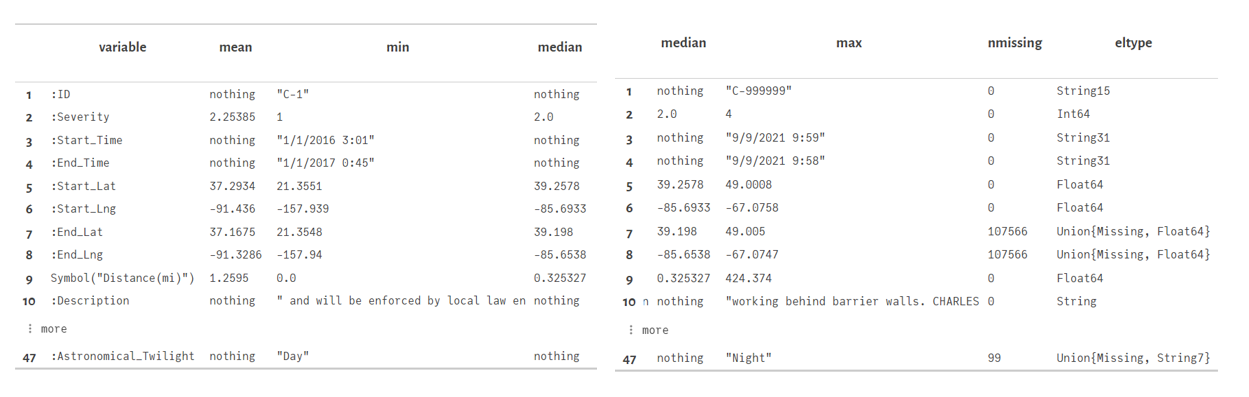 variable mean min median
1 :ID nothing "C-1" nothing
2 :Severity 2.25385 1 2.0
3 :Start_Time nothing "1/1/2016 3:01" nothing
4 :End_Time nothing "1/1/2017 0:45" nothing
5 :Start_Lat 37.2934 21.3551 39.2578
6 :Start_Lng -91.436 -157.939 -85.6933
7 :End_Lat 37.1675 21.3548 39.198
8 :End_Lng -91.3286 -157.94 -85.6538
9 Symbol("Distance(mi)") 1.2595 0.0 0.325327
10 :Description nothing " and will be enforced by local law en nothing
⋮ more
47 :Astronomical_Twilight nothing "Day" nothing
median max nmissing eltype
1 nothing "C-999999" 0 String15
2 2.0 4 0 Int64
3 nothing "9/9/2021 9:59" 0 String31
4 nothing "9/9/2021 9:58" 0 String31
5 39.2578 49.0008 0 Float64
6 -85.6933 -67.0758 0 Float64
7 39.198 49.005 107566 Union{Missing, Float64}
8 -85.6538 -67.0747 107566 Union{Missing, Float64}
9 0.325327 424.374 0 Float64
10 n nothing "working behind barrier walls. CHARLES 0 String
⋮ more
47 nothing "Night" 99 Union{Missing, String7}